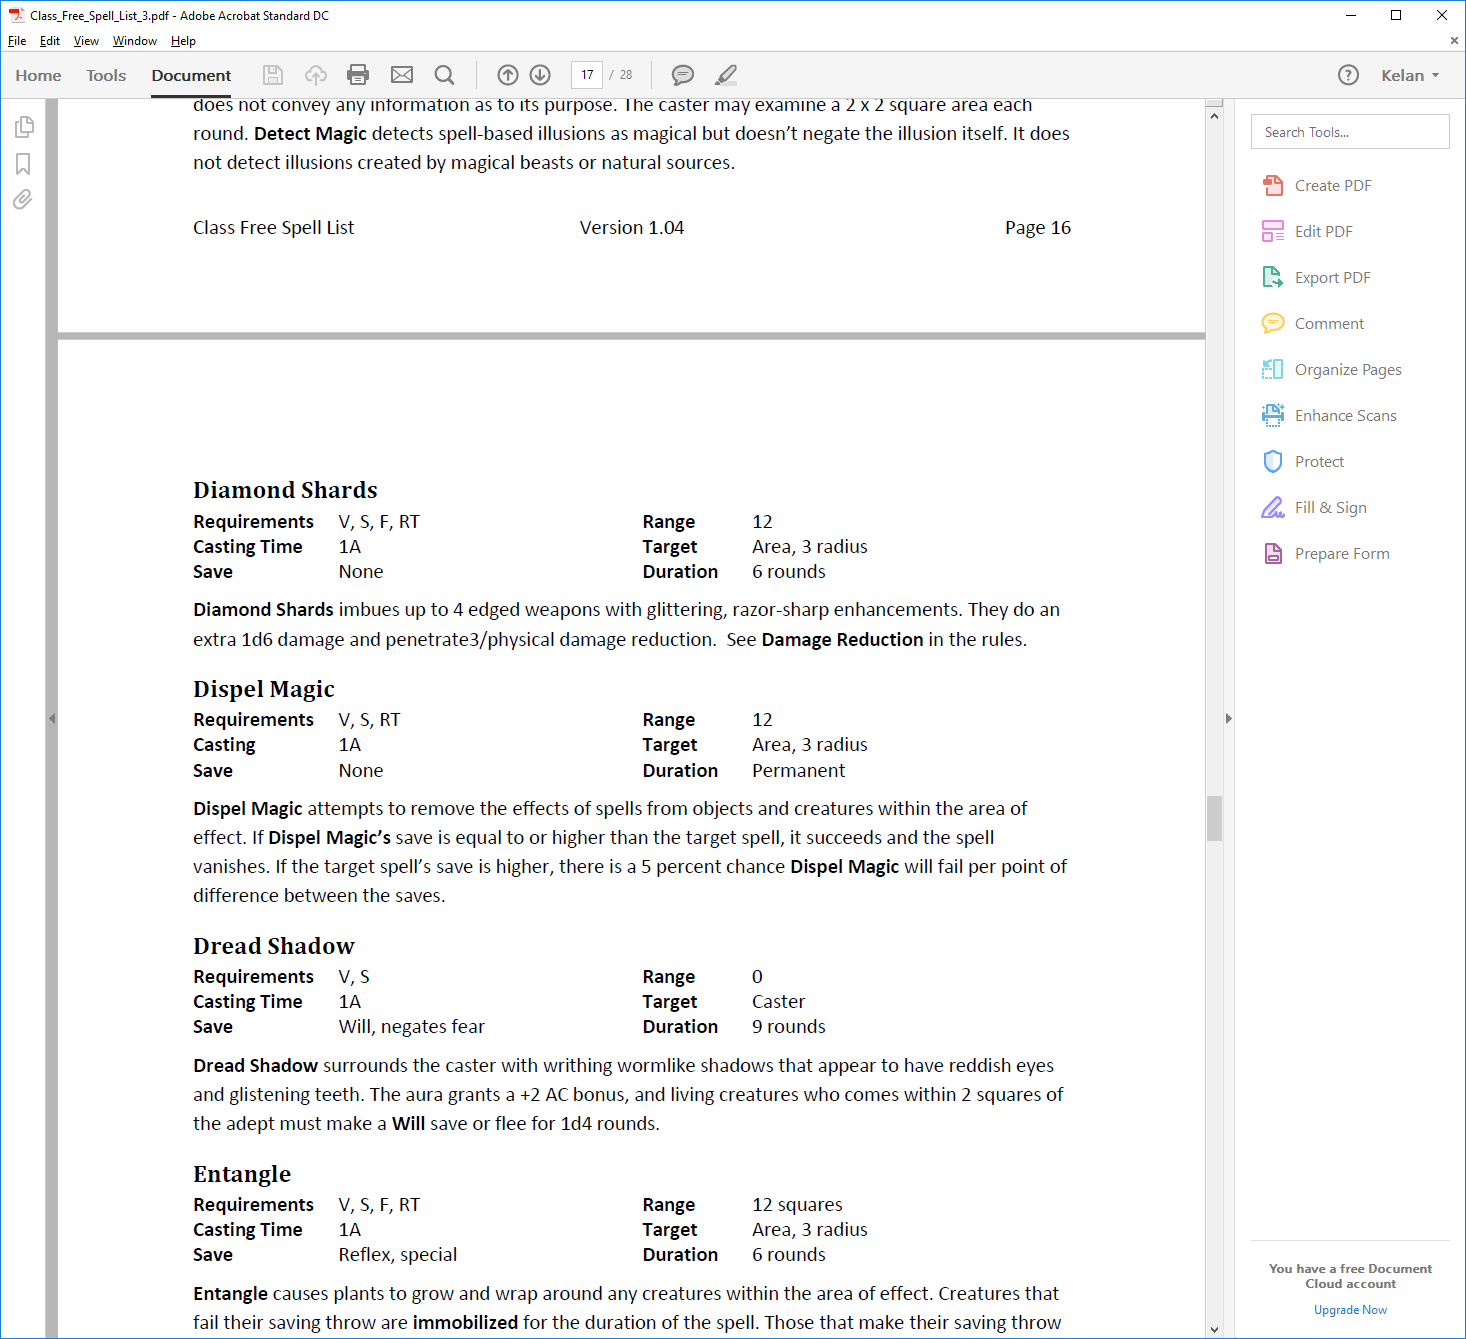 Class_Free_Spell_List_3.pdf - Adobe Acrobat Standard DC
File Edit View Window Help
Home Tools Document 17 / 28 Kelan
does not convey any information as to its purpose. The caster may examine a 2 x 2 square area each
round. Detect Magic detects spell-based illusions as magical but doesn't negate the illusion itself. It does
not detect illusions created by magical beasts or natural sources.
Class Free Spell List Version 1.04 Page 16
Diamond Shards
Requirements V, S, F, RT Range 12
Casting Time 1A Target Area, 3 radius
Save None Duration 6 rounds
Diamond Shards imbues up to 4 edged weapons with glittering, razor-sharp enhancements. They do an
extra 1d6 damage and penetrate3/physical damage reduction.  See Damage Reduction in the rules.
Dispel Magic
Requirements V, S, RT Range 12
Casting 1A Target Area, 3 radius
Save None Duration Permanent
Dispel Magic attempts to remove the effects of spells from objects and creatures within the area of
effect. If Dispel Magic's save is equal to or higher than the target spell, it succeeds and the spell
vanishes. If the target spell's save is higher, there is a 5 percent chance Dispel Magic will fail per point of
difference between the saves.
Dread Shadow
Requirements V, S Range 0
Casting Time 1A Target Caster
Save Will, negates fear Duration 9 rounds
Dread Shadow surrounds the caster with writhing wormlike shadows that appear to have reddish eyes
and glistening teeth. The aura grants a +2 AC bonus, and living creatures who comes within 2 squares of
the adept must make a Will save or flee for 1d4 rounds.
Entangle
Requirements V, S, F, RT Range 12 squares
Casting Time 1A Target Area, 3 radius
Save Reflex, special Duration 6 rounds
Entangle causes plants to grow and wrap around any creatures within the area of effect. Creatures that
fail their saving throw are immobilized for the duration of the spell. Those that make their saving throw
Search Tools...
Create PDF
Edit PDF
Export PDF
Comment
Organize Pages
Enhance Scans
Protect
Fill & Sign
Prepare Form
You have a free Document
Cloud account
Upgrade Now